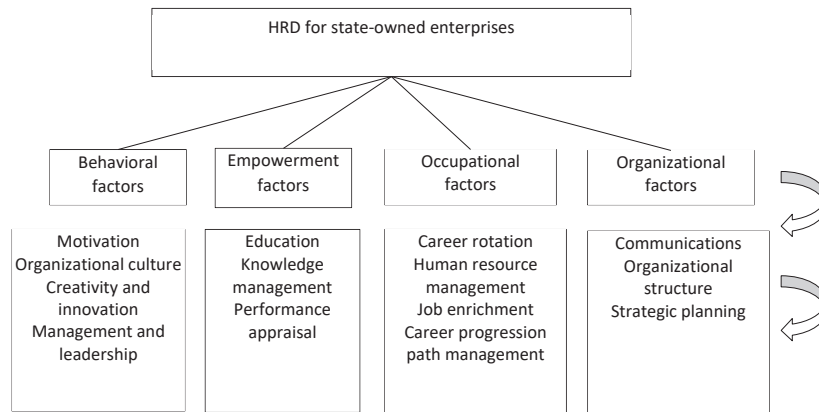 HRD for state-owned enterprises
Behavioral
factors
Empowerment
factors
Occupational
factors
Organizational
factors
Motivation
Organizational culture
Creativity and
innovation
Management and
leadership
Education
Knowledge
management
Performance
appraisal
Career rotation
Human resource
management
Job enrichment
Career progression
path management
Communications
Organizational
structure
Strategic planning